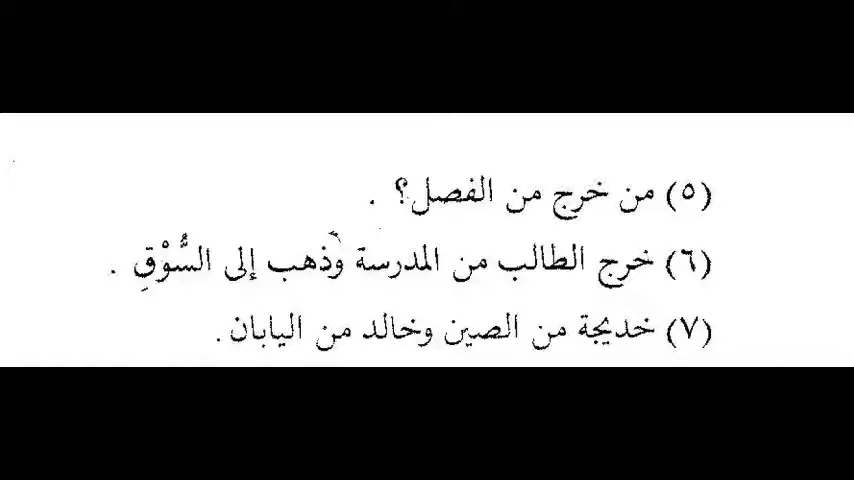 (٥) من خرج من الفصل؟ .
(٦) خرج الطالب من المدرسة وَذهب إلى السُّوْقِ .
(٧) خديجة من الصين وخالد من اليابان.